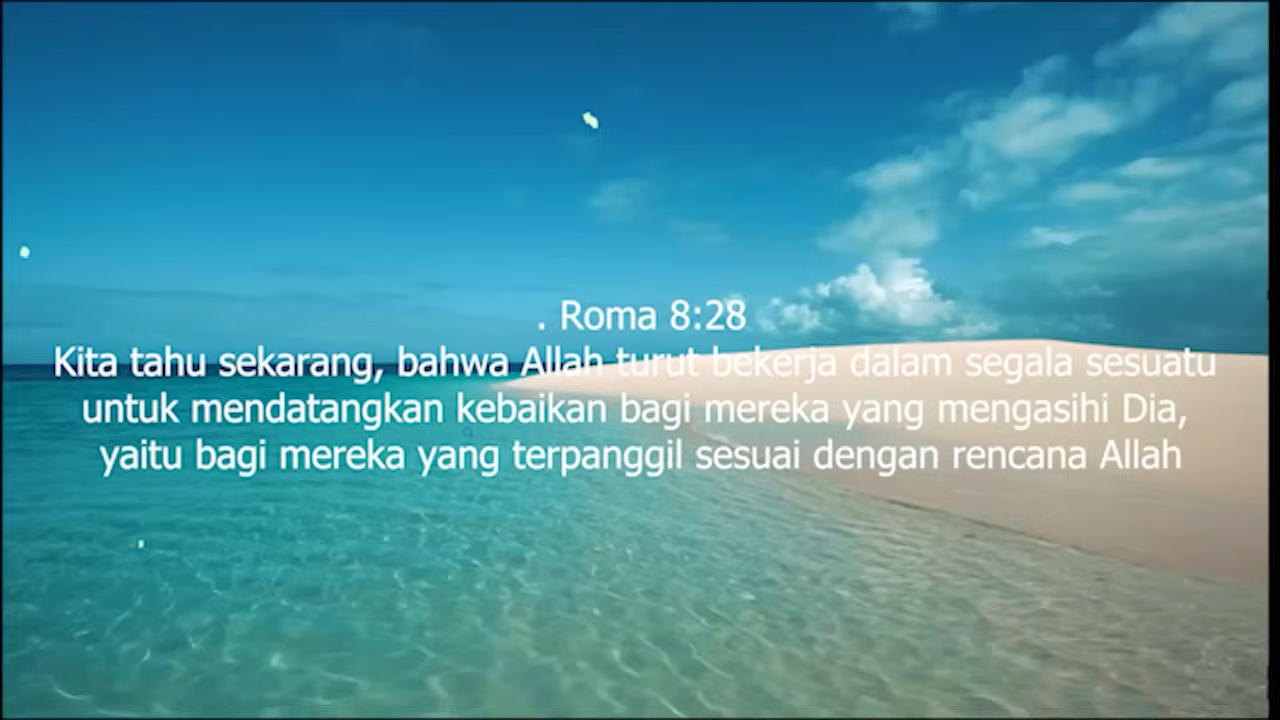 . Roma 8:28
Kita tahu sekarang, bahwa Allah turut bekerja dalam segala sesuatu
untuk mendatangkan kebaikan bagi mereka yang mengasihi Dia,
yaitu bagi mereka yang terpanggil sesuai dengan rencana Allah